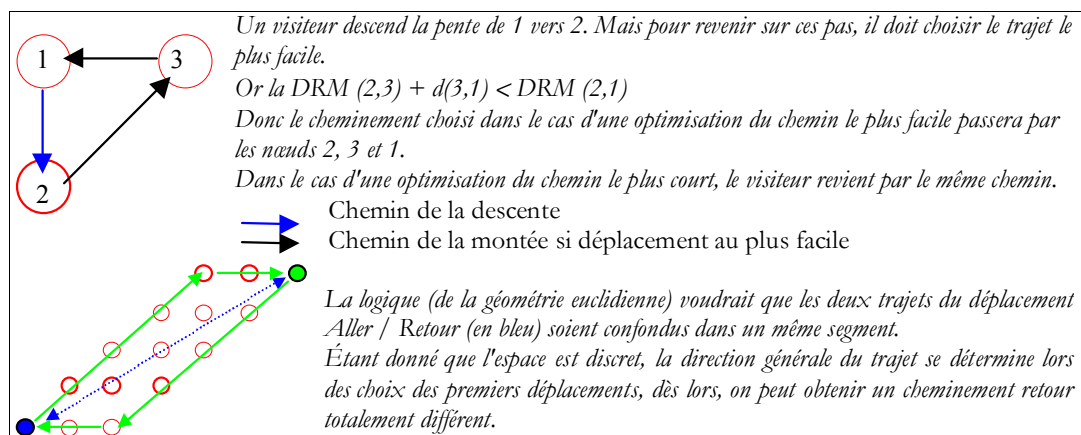 1
3
2
Un visiteur descend la pente de 1 vers 2. Mais pour revenir sur ces pas, il doit choisir le trajet le
plus facile.
Or la DRM (2,3) + d(3,1) < DRM (2,1)
Donc le cheminement choisi dans le cas d'une optimisation du chemin le plus facile passera par
les nœuds 2, 3 et 1.
Dans le cas d'une optimisation du chemin le plus court, le visiteur revient par le même chemin.
Chemin de la descente
Chemin de la montée si déplacement au plus facile
La logique (de la géométrie euclidienne) voudrait que les deux trajets du déplacement
Aller / Retour (en bleu) soient confondus dans un même segment.
Étant donné que l'espace est discret, la direction générale du trajet se détermine lors
des choix des premiers déplacements, dès lors, on peut obtenir un cheminement retour
totalement différent.